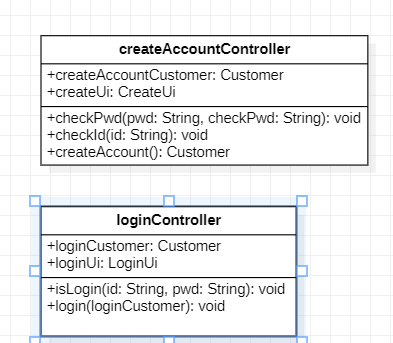 createAccountController
+createAccountCustomer: Customer
+createUi: CreateUi
+checkPwd(pwd: String, checkPwd: String): void
+checkId(id: String): void
+createAccount(): Customer
loginController
+loginCustomer: Customer
+loginUi: LoginUi
+isLogin(id: String, pwd: String): void
+login(loginCustomer): void